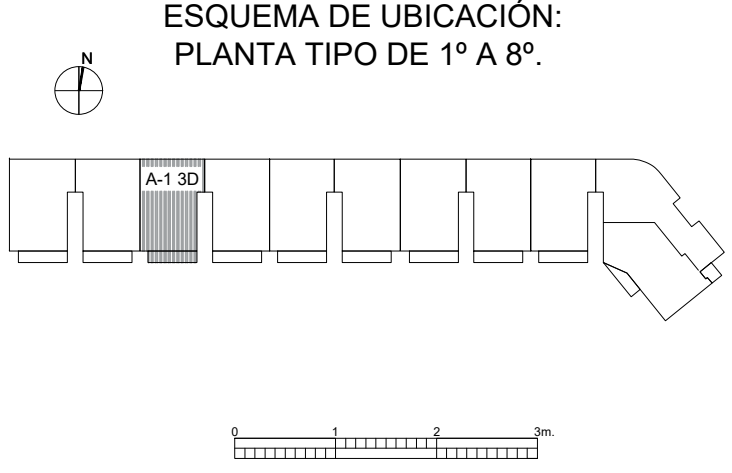 ESQUEMA DE UBICACIÓN:
PLANTA TIPO DE 1º A 8º.
N
A-1 3D
0 1 2 3m.